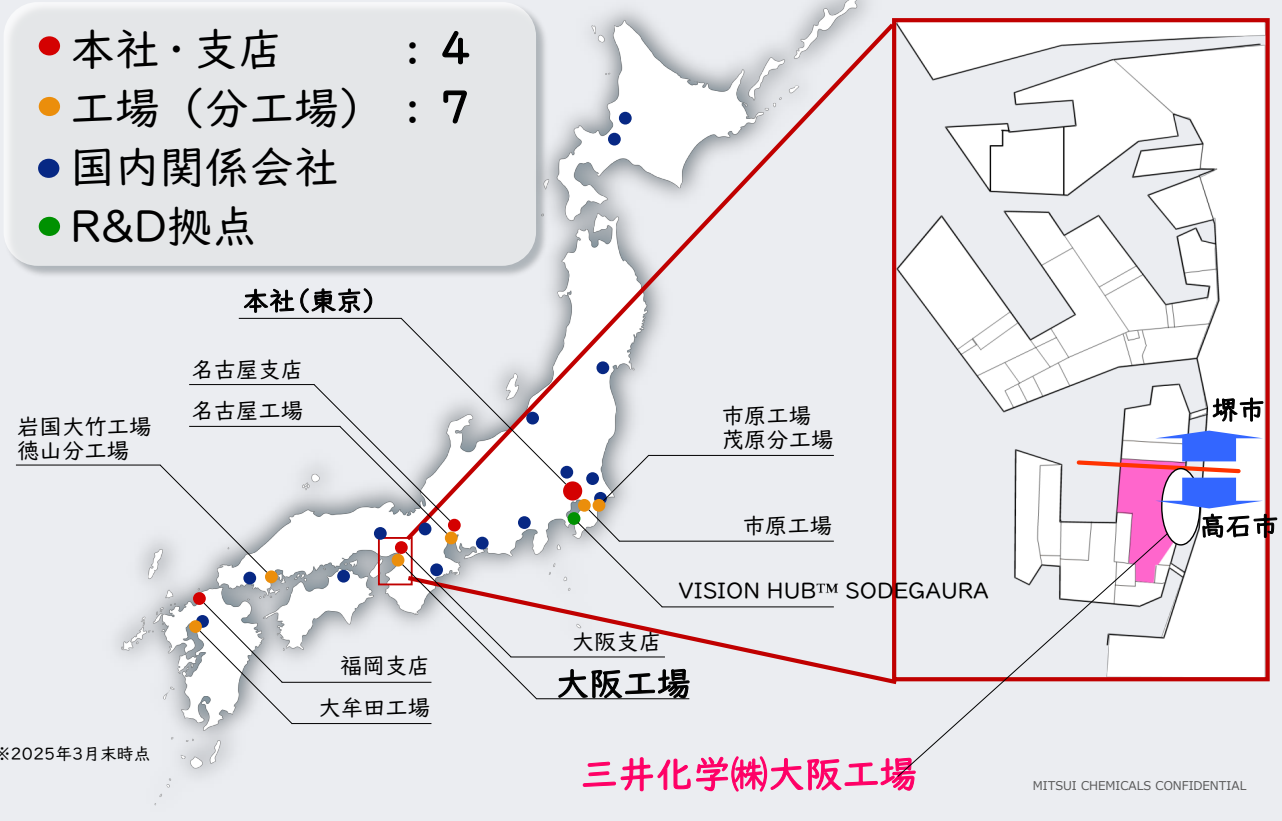 本社・支店 : 4
工場（分工場） : 7
国内関係会社
R&D拠点
本社(東京)
名古屋支店
名古屋工場
岩国大竹工場
徳山分工場
市原工場
茂原分工場
市原工場
VISION HUB™ SODEGAURA
大阪支店
大阪工場
福岡支店
大牟田工場
堺市
高石市
※2025年3月末時点
三井化学㈱大阪工場
MITSUI CHEMICALS CONFIDENTIAL